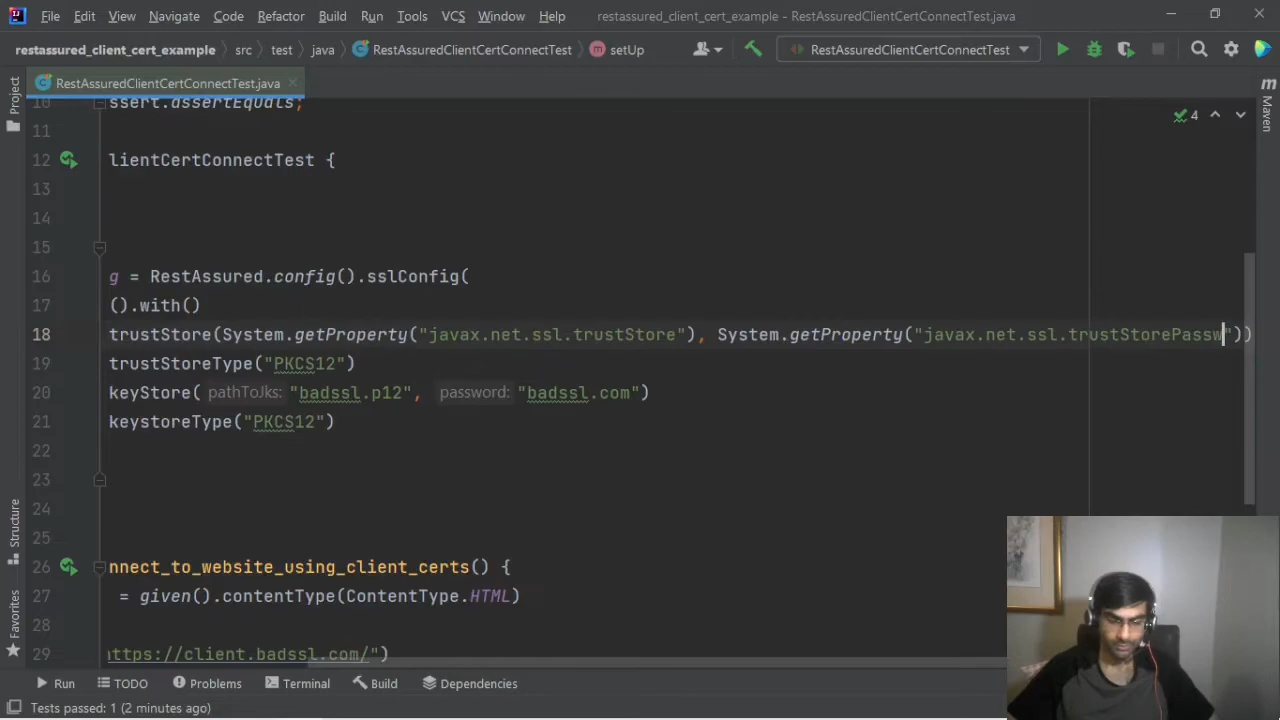 File Edit View Navigate Code Refactor Build Run Tools VCS Window Help restassured_client_cert_example - RestAssuredClientCertConnectTest.java
restassured_client_cert_example src test java RestAssuredClientCertConnectTest setUp RestAssuredClientCertConnectTest
Project
RestAssuredClientCertConnectTest.java
Maven
10 ssert.assertEquals;
4
11
12 lientCertConnectTest {
13
14
15
16 g = RestAssured.config().sslConfig(
17 ().with()
18 trustStore(System.getProperty("javax.net.ssl.trustStore"), System.getProperty("javax.net.ssl.trustStorePassw"))
19 trustStoreType("PKCS12")
20 keyStore( pathToJks: "badssl.p12", password: "badssl.com")
21 keystoreType("PKCS12")
22
23
24
25
26 nnect_to_website_using_client_certs() {
27 = given().contentType(ContentType.HTML)
28
29 ttps://client.badssl.com/")
Structure
Favorites
Run TODO Problems Terminal Build Dependencies
Tests passed: 1 (2 minutes ago)